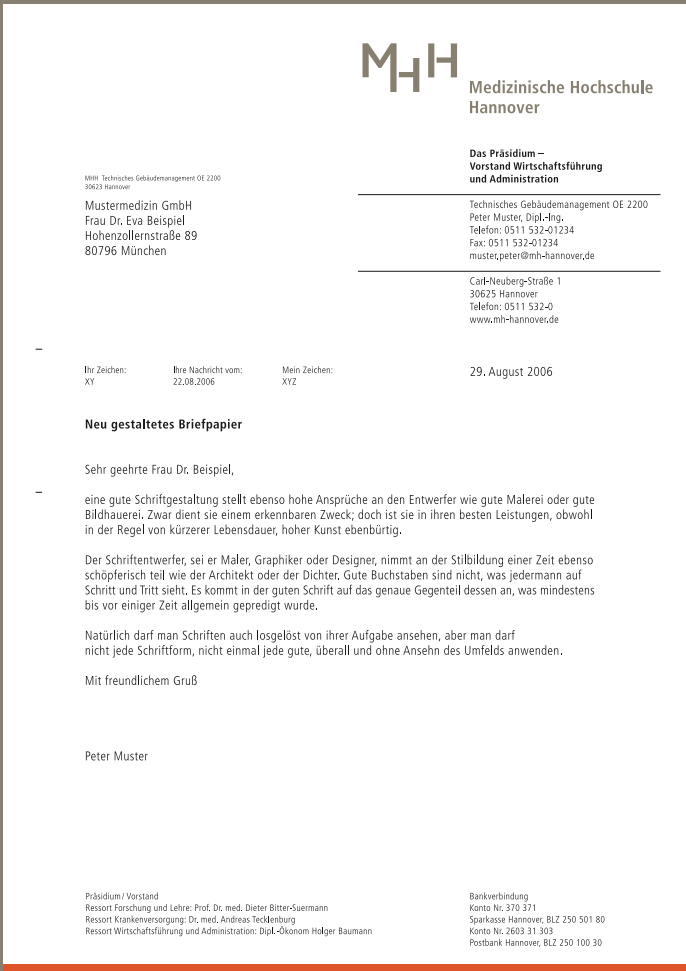 MHH
Medizinische Hochschule
Hannover
Das Präsidium –
Vorstand Wirtschaftsführung
und Administration
MHH Technisches Gebäudemanagement OE 2200
30623 Hannover
Mustermedizin GmbH
Frau Dr. Eva Beispiel
Hohenzollernstraße 89
80796 München
Technisches Gebäudemanagement OE 2200
Peter Muster, Dipl.-Ing.
Telefon: 0511 532-01234
Fax: 0511 532-01234
muster.peter@mh-hannover.de
Carl-Neuberg-Straße 1
30625 Hannover
Telefon: 0511 532-0
www.mh-hannover.de
Ihr Zeichen: Ihre Nachricht vom: Mein Zeichen:
XY 22.08.2006 XYZ
29. August 2006
Neu gestaltetes Briefpapier
Sehr geehrte Frau Dr. Beispiel,
eine gute Schriftgestaltung stellt ebenso hohe Ansprüche an den Entwerfer wie gute Malerei oder gute
Bildhauerei. Zwar dient sie einem erkennbaren Zweck; doch ist sie in ihren besten Leistungen, obwohl
in der Regel von kürzerer Lebensdauer, hoher Kunst ebenbürtig.
Der Schriftentwerfer, sei er Maler, Graphiker oder Designer, nimmt an der Stilbildung einer Zeit ebenso
schöpferisch teil wie der Architekt oder der Dichter. Gute Buchstaben sind nicht, was jedermann auf
Schritt und Tritt sieht. Es kommt in der guten Schrift auf das genaue Gegenteil dessen an, was mindestens
bis vor einiger Zeit allgemein gepredigt wurde.
Natürlich darf man Schriften auch losgelöst von ihrer Aufgabe ansehen, aber man darf
nicht jede Schriftform, nicht einmal jede gute, überall und ohne Ansehn des Umfelds anwenden.
Mit freundlichem Gruß
Peter Muster
Präsidium / Vorstand
Ressort Forschung und Lehre: Prof. Dr. med. Dieter Bitter-Suermann
Ressort Krankenversorgung: Dr. med. Andreas Tecklenburg
Ressort Wirtschaftsführung und Administration: Dipl.-Ökonom Holger Baumann
Bankverbindung
Konto Nr. 370 371
Sparkasse Hannover, BLZ 250 501 80
Konto Nr. 2603 31 303
Postbank Hannover, BLZ 250 100 30